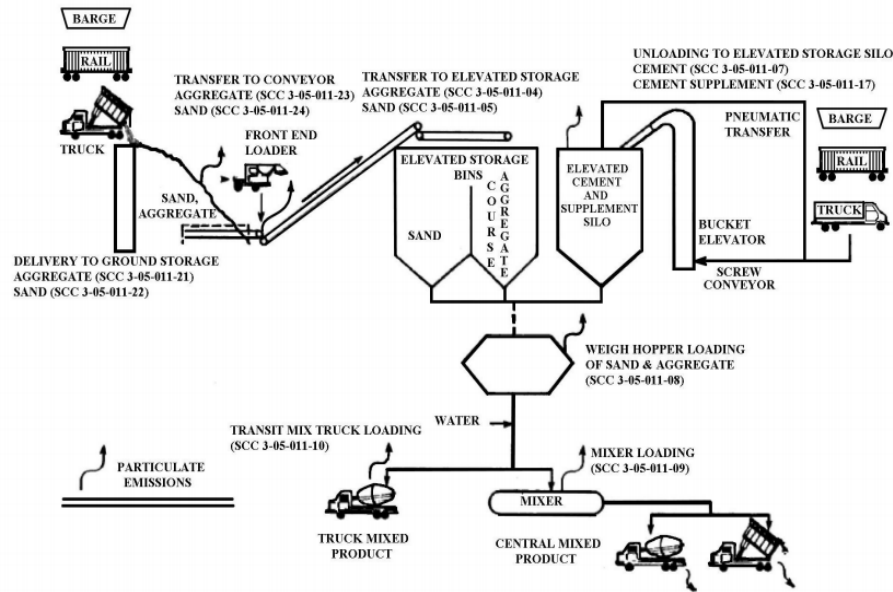 BARGE
RAIL
TRUCK
TRANSFER TO CONVEYOR
AGGREGATE (SCC 3-05-011-23)
SAND (SCC 3-05-011-24)
FRONT END
LOADER
SAND,
AGGREGATE
DELIVERY TO GROUND STORAGE
AGGREGATE (SCC 3-05-011-21)
SAND (SCC 3-05-011-22)
TRANSFER TO ELEVATED STORAGE
AGGREGATE (SCC 3-05-011-04)
SAND (SCC 3-05-011-05)
ELEVATED STORAGE
BINS
SAND
COURSE
AGGREGATE
ELEVATED
CEMENT
AND
SUPPLEMENT
SILO
UNLOADING TO ELEVATED STORAGE SILO
CEMENT (SCC 3-05-011-07)
CEMENT SUPPLEMENT (SCC 3-05-011-17)
PNEUMATIC
TRANSFER
BARGE
RAIL
TRUCK
BUCKET
ELEVATOR
SCREW
CONVEYOR
WEIGH HOPPER LOADING
OF SAND & AGGREGATE
(SCC 3-05-011-08)
WATER
TRANSIT MIX TRUCK LOADING
(SCC 3-05-011-10)
MIXER LOADING
(SCC 3-05-011-09)
PARTICULATE
EMISSIONS
MIXER
TRUCK MIXED
PRODUCT
CENTRAL MIXED
PRODUCT